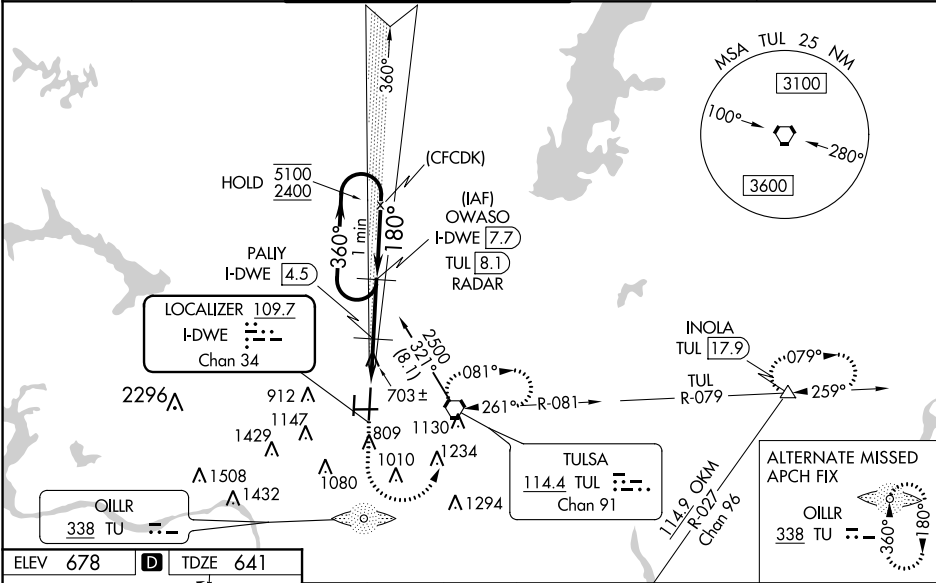 MSA TUL 25 NM
3100
100°
280°
3600
360°
(CFCDK)
HOLD 5100
2400
360°
1 min
180°
(IAF)
OWASO
I-DWE 7.7
TUL 8.1
RADAR
PALIY
I-DWE 4.5
LOCALIZER 109.7
I-DWE
Chan 34
2500
321°
(8.1)
INOLA
TUL 17.9
079°
081°
TUL
R-079
259°
703 ±
261°
R-081
2296
912
1147
1429
809
1130
1234
1010
1080
1508
1432
1294
TULSA
114.4 TUL
Chan 91
114.9 OKM
R-027
Chan 96
OILLR
338 TU
ALTERNATE MISSED
APCH FIX
OILLR
338 TU
360°
180°
ELEV 678 D TDZE 641